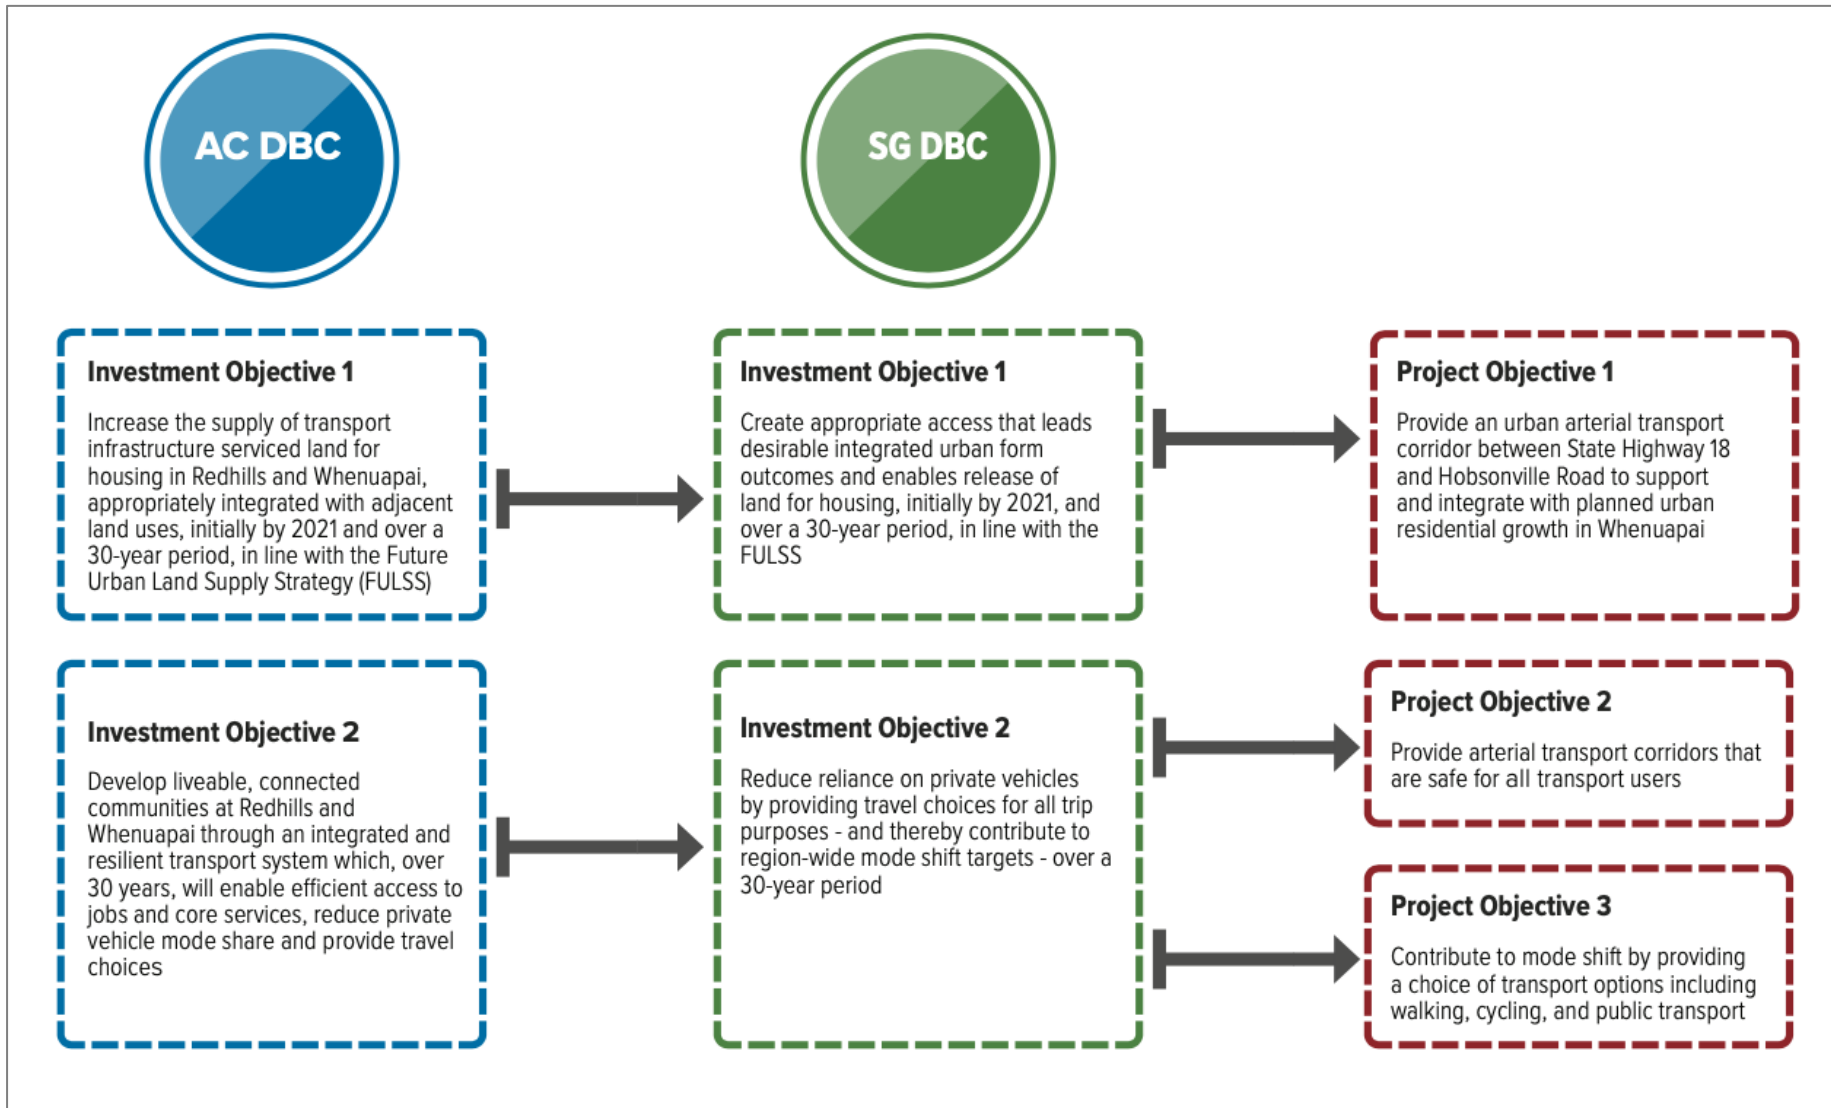 AC DBC
SG DBC
Investment Objective 1
Increase the supply of transport
infrastructure serviced land for
housing in Redhills and Whenuapai,
appropriately integrated with adjacent
land uses, initially by 2021 and over a
30-year period, in line with the Future
Urban Land Supply Strategy (FULSS)
Investment Objective 1
Create appropriate access that leads
desirable integrated urban form
outcomes and enables release of
land for housing, initially by 2021, and
over a 30-year period, in line with the
FULSS
Project Objective 1
Provide an urban arterial transport
corridor between State Highway 18
and Hobsonville Road to support
and integrate with planned urban
residential growth in Whenuapai
Investment Objective 2
Develop liveable, connected
communities at Redhills and
Whenuapai through an integrated and
resilient transport system which, over
30 years, will enable efficient access to
jobs and core services, reduce private
vehicle mode share and provide travel
choices
Investment Objective 2
Reduce reliance on private vehicles
by providing travel choices for all trip
purposes - and thereby contribute to
region-wide mode shift targets - over a
30-year period
Project Objective 2
Provide arterial transport corridors that
are safe for all transport users
Project Objective 3
Contribute to mode shift by providing
a choice of transport options including
walking, cycling, and public transport